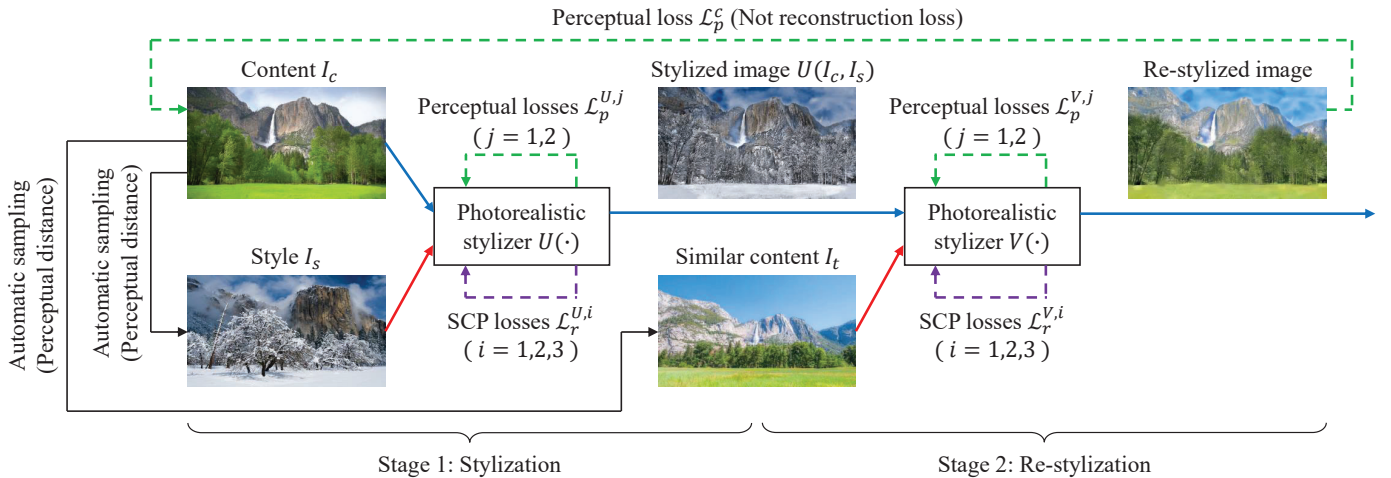 Perceptual loss ℒ_p^c (Not reconstruction loss)
Content I_c
Stylized image U(I_c, I_s)
Re-stylized image
Perceptual losses ℒ_p^{U,j}
( j = 1,2 )
Perceptual losses ℒ_p^{V,j}
( j = 1,2 )
Automatic sampling
(Perceptual distance)
Automatic sampling
(Perceptual distance)
Photorealistic
stylizer U(·)
Photorealistic
stylizer V(·)
Style I_s
Similar content I_t
SCP losses ℒ_r^{U,i}
( i = 1,2,3 )
SCP losses ℒ_r^{V,i}
( i = 1,2,3 )
Stage 1: Stylization
Stage 2: Re-stylization